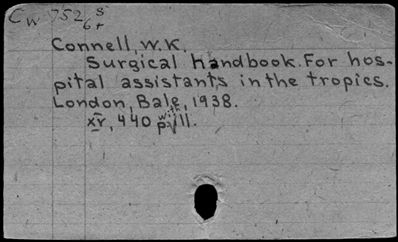 Cw 752 s
6+
Connell, W.K.
Surgical handbook. For hos-
pital assistants in the tropics.
London, Bale, 1938.
xv, 440 p. with ill.